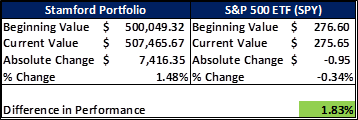 Stamford Portfolio S&P 500 ETF (SPY)
Beginning Value $ 500,049.32 Beginning Value $ 276.60
Current Value $ 507,465.67 Current Value $ 275.65
Absolute Change $ 7,416.35 Absolute Change $ -0.95
% Change 1.48% % Change -0.34%
Difference in Performance 1.83%